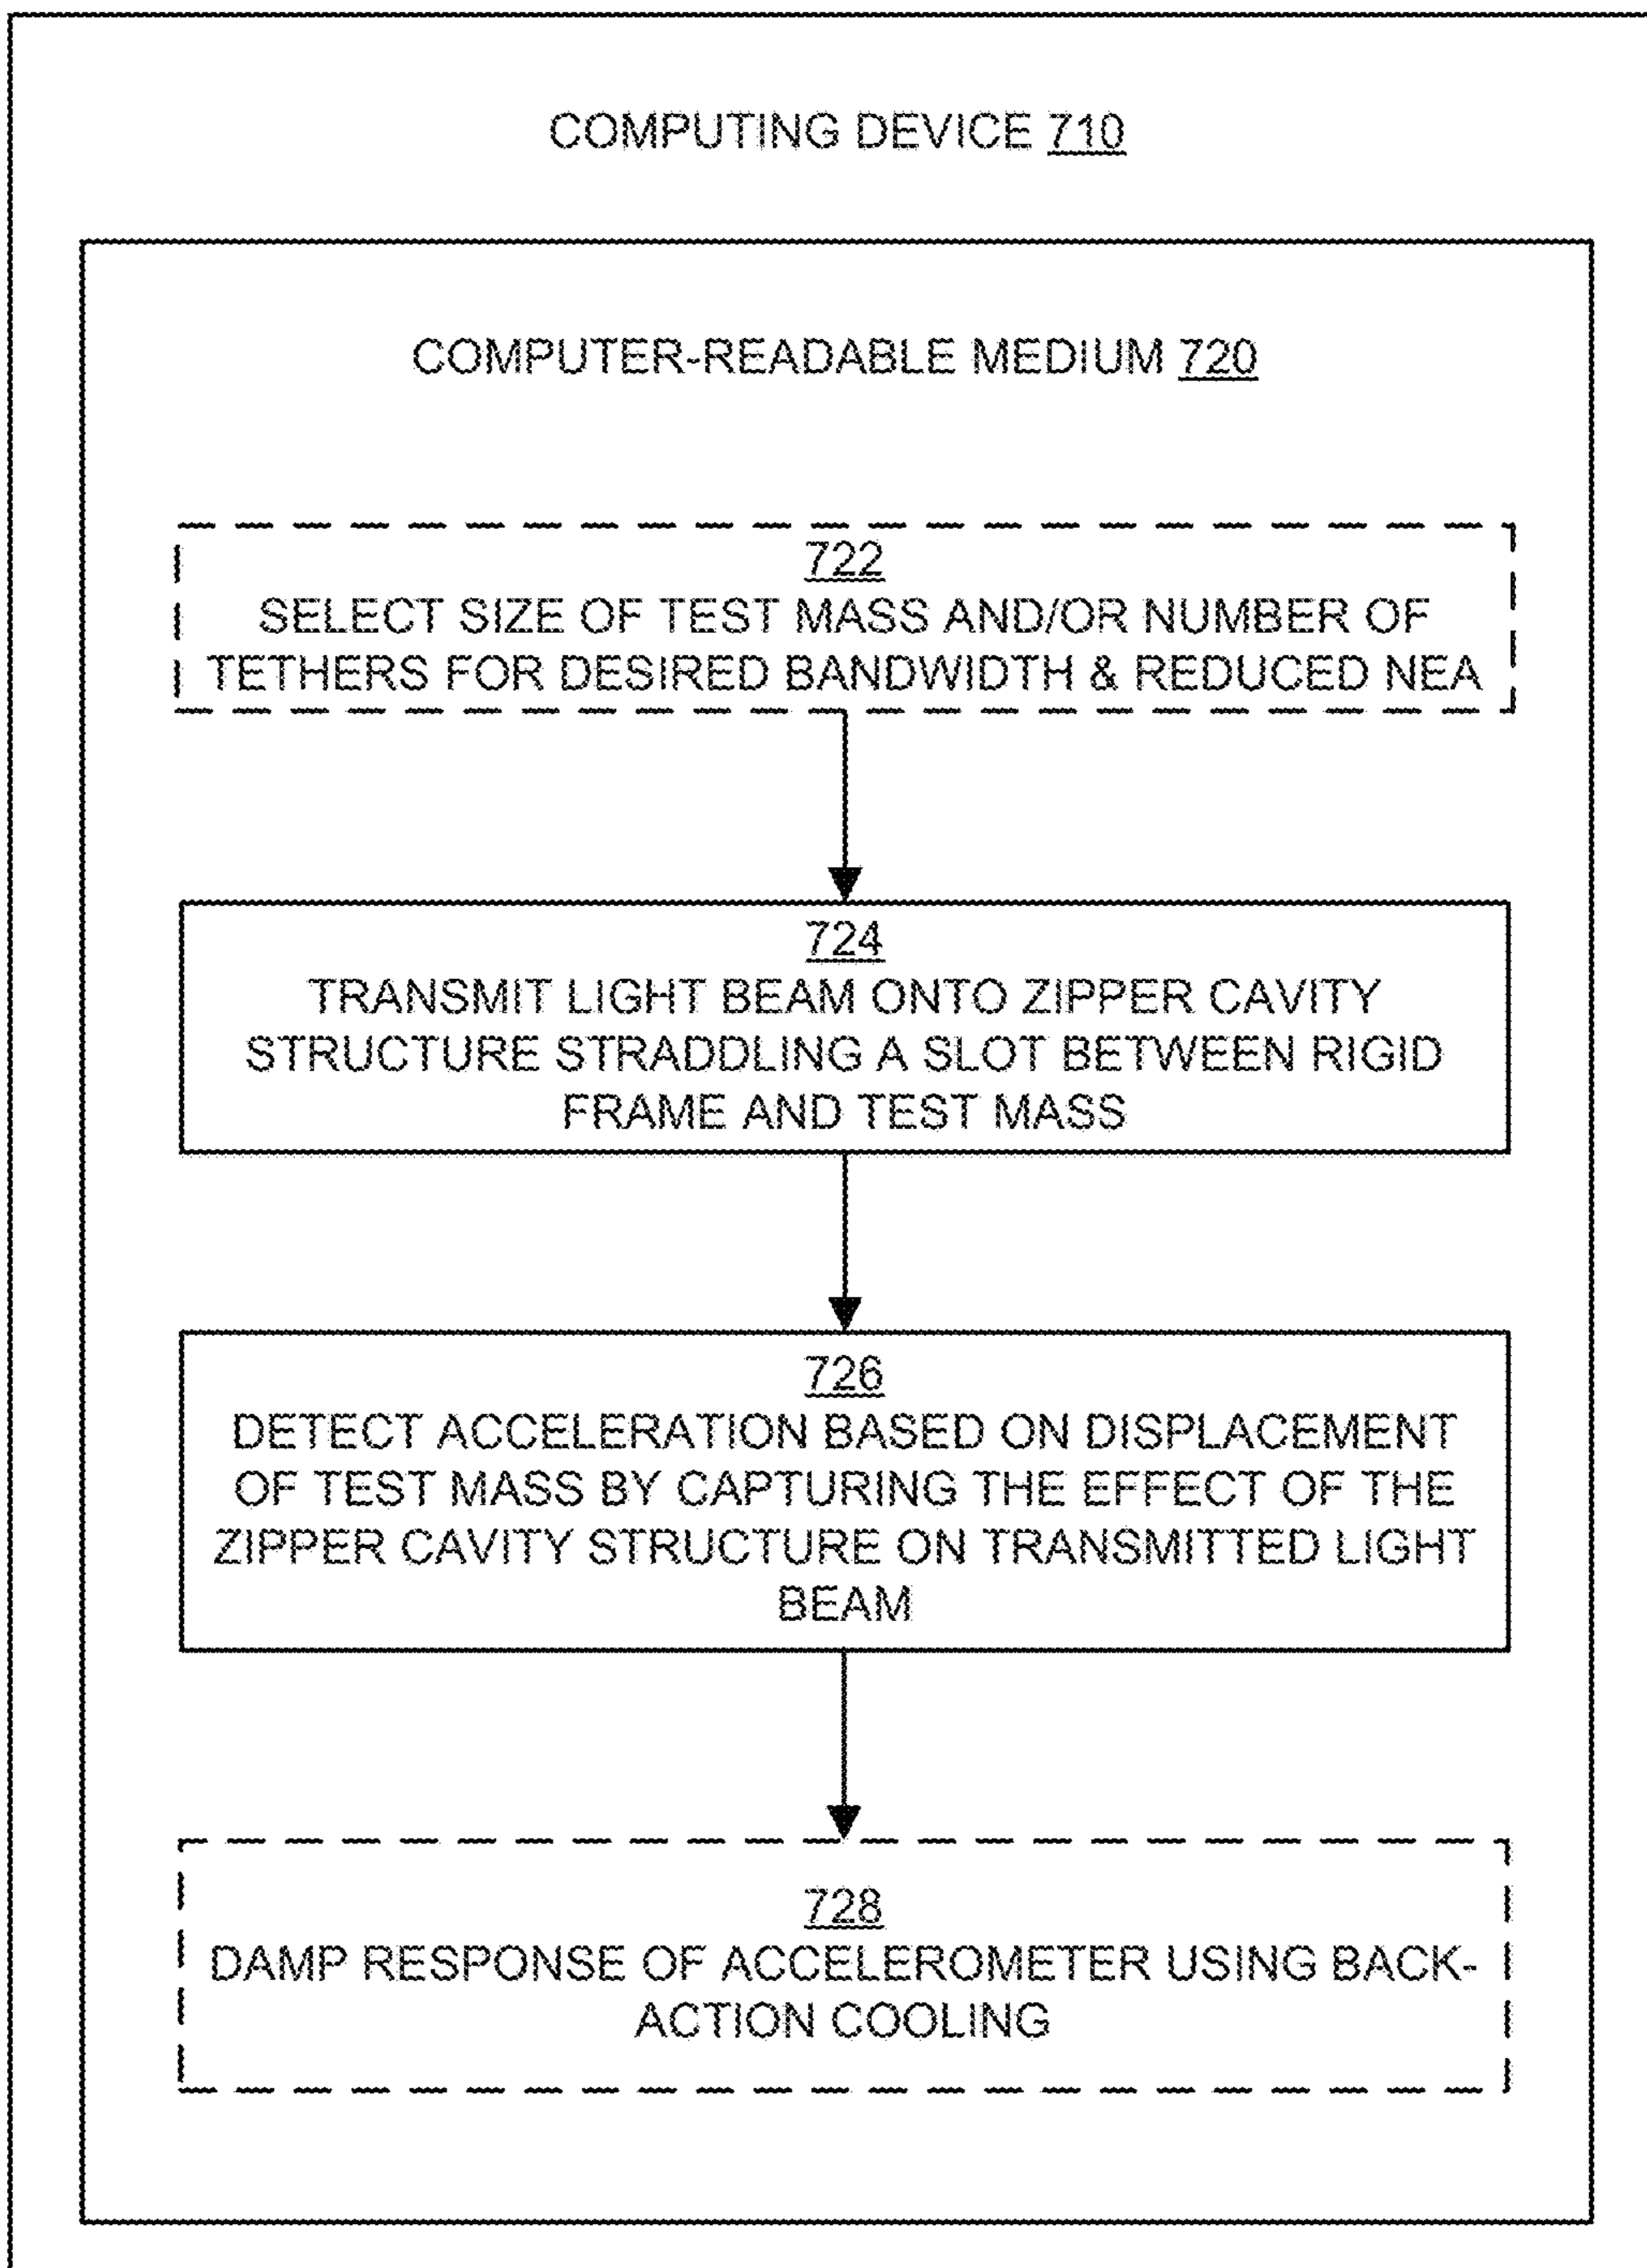 COMPUTING DEVICE 710
COMPUTER-READABLE MEDIUM 720
722
SELECT SIZE OF TEST MASS AND/OR NUMBER OF
TETHERS FOR DESIRED BANDWIDTH & REDUCED NEA
724
TRANSMIT LIGHT BEAM ONTO ZIPPER CAVITY
STRUCTURE STRADDLING A SLOT BETWEEN RIGID
FRAME AND TEST MASS
726
DETECT ACCELERATION BASED ON DISPLACEMENT
OF TEST MASS BY CAPTURING THE EFFECT OF THE
ZIPPER CAVITY STRUCTURE ON TRANSMITTED LIGHT
BEAM
728
DAMP RESPONSE OF ACCELEROMETER USING BACK-
ACTION COOLING